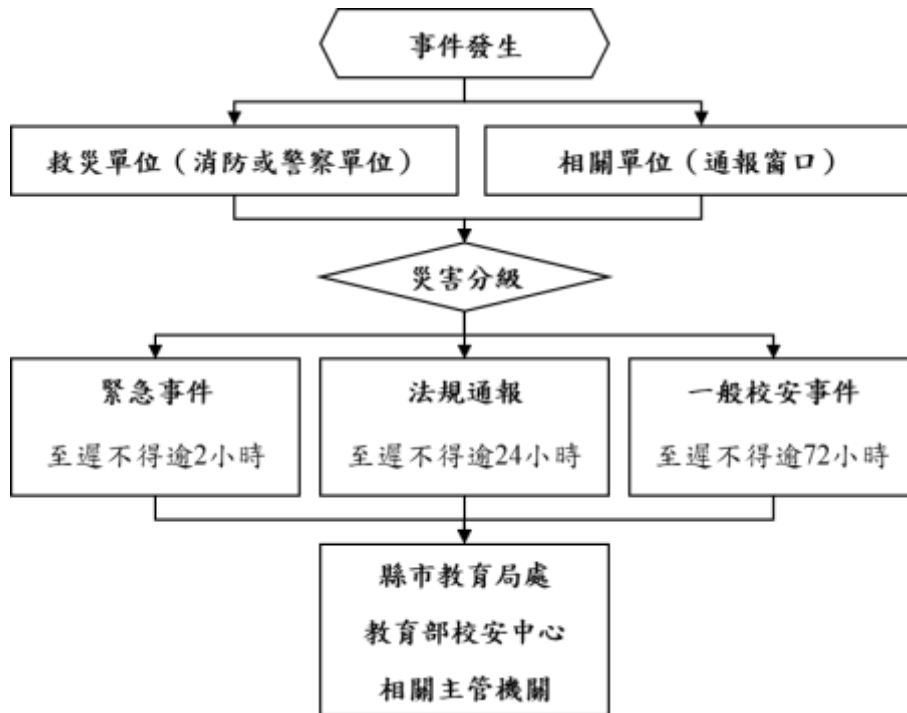 事件發生
救災單位（消防或警察單位）
相關單位（通報窗口）
災害分級
緊急事件
至遲不得逾2小時
法規通報
至遲不得逾24小時
一般校安事件
至遲不得逾72小時
縣市教育局處
教育部校安中心
相關主管機關